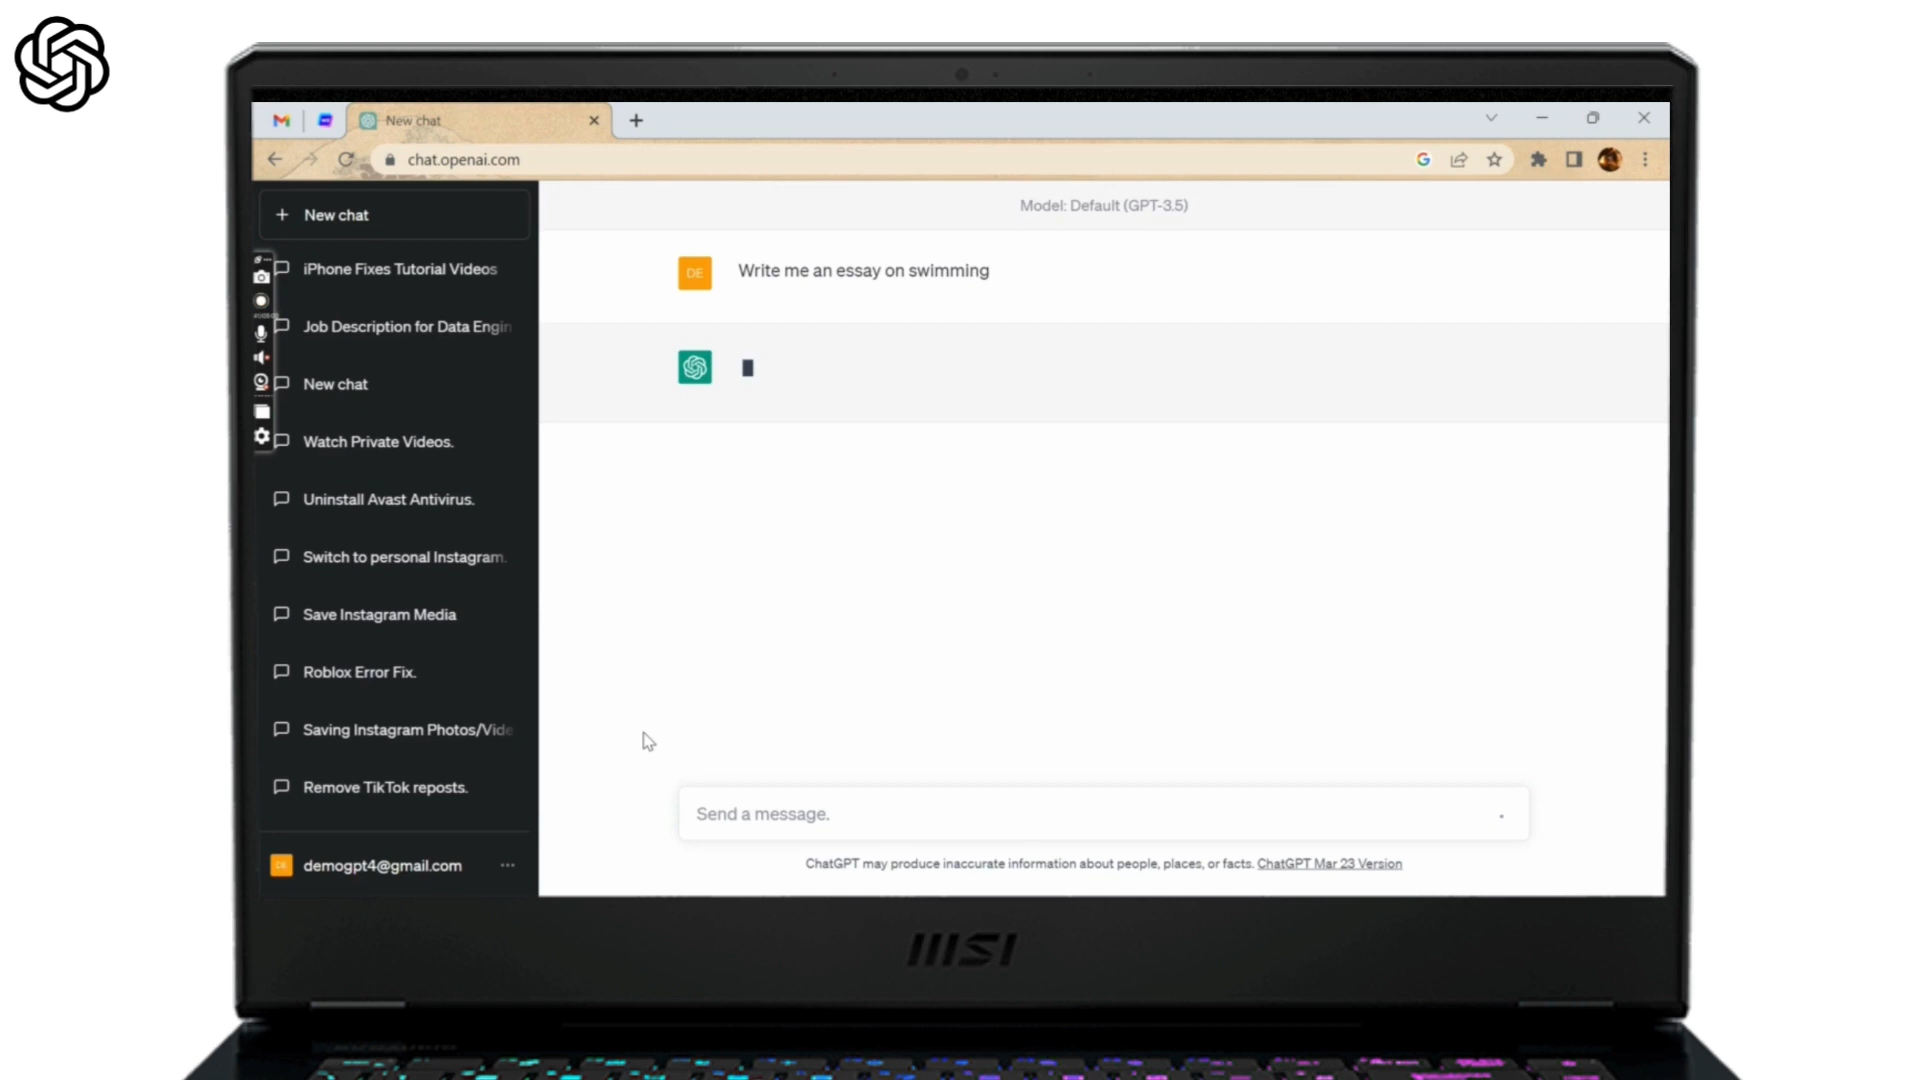 New chat
chat.openai.com
New chat
iPhone Fixes Tutorial Videos
Job Description for Data Engin
New chat
Watch Private Videos.
Uninstall Avast Antivirus.
Switch to personal Instagram.
Save Instagram Media
Roblox Error Fix.
Saving Instagram Photos/Vide
Remove TikTok reposts.
DE
demogpt4@gmail.com
Model: Default (GPT-3.5)
DE
Write me an essay on swimming
Send a message.
ChatGPT may produce inaccurate information about people, places, or facts. ChatGPT Mar 23 Version
msi